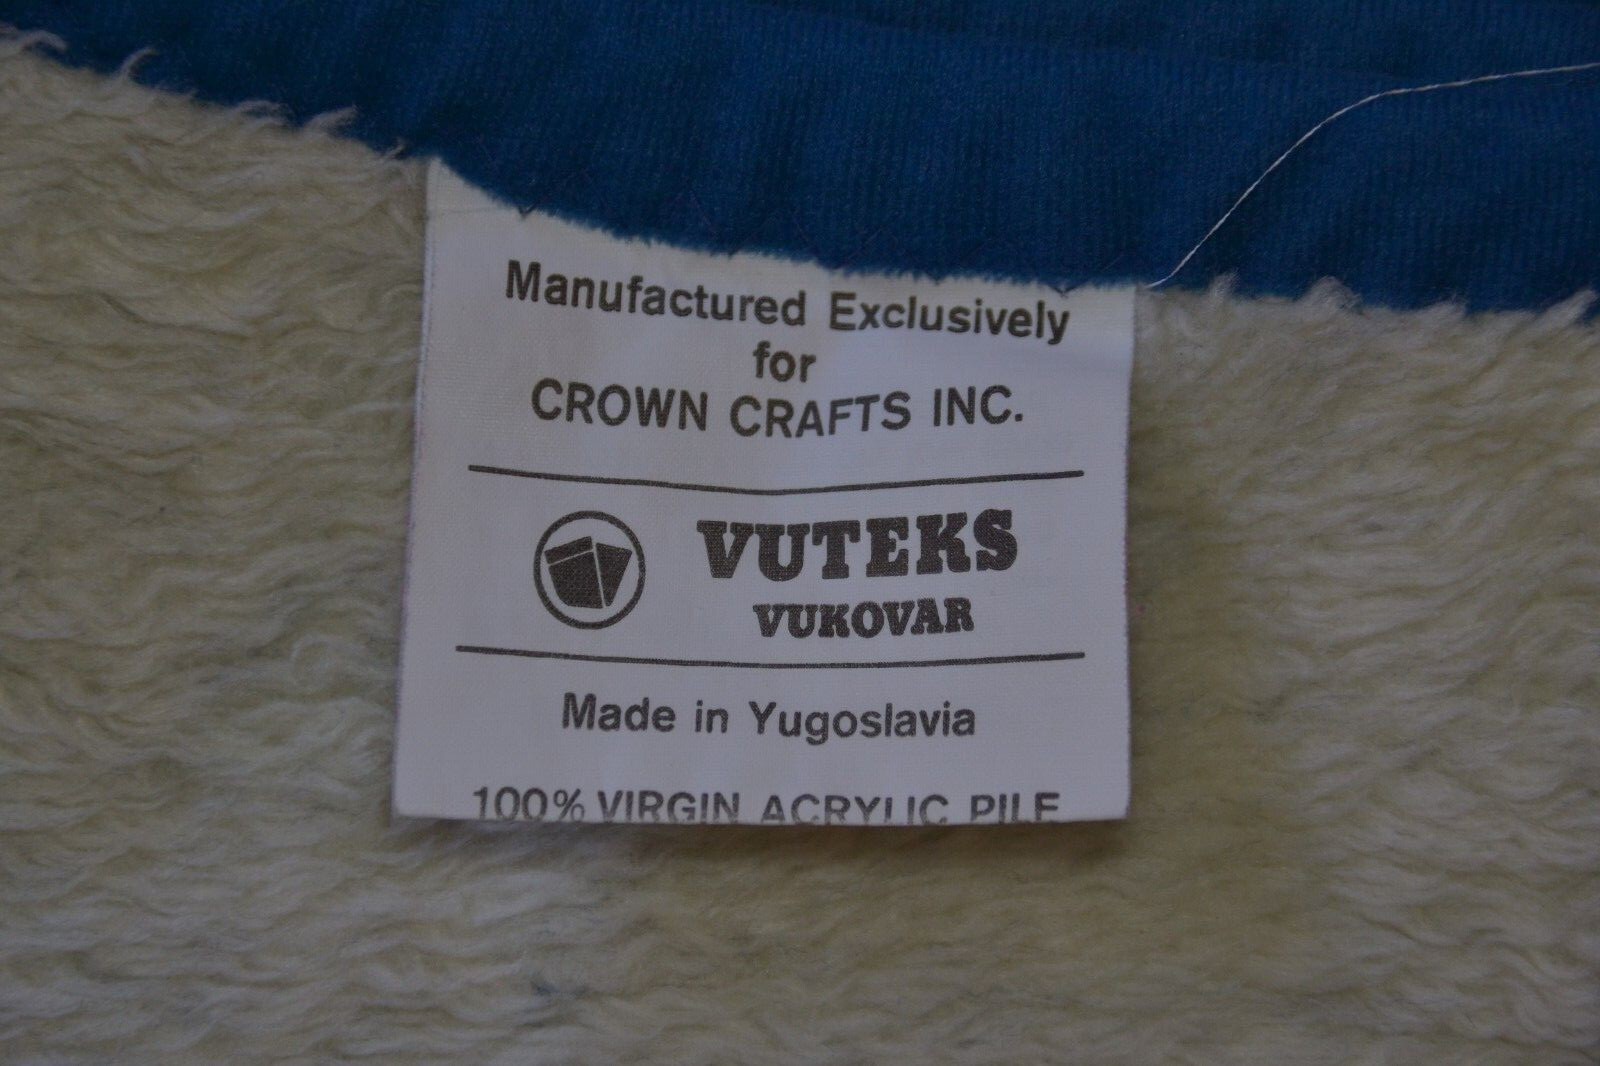 Manufactured Exclusively
for
CROWN CRAFTS INC.
VUTEKS
VUKOVAR
Made in Yugoslavia
100% VIRGIN ACRYLIC PILE